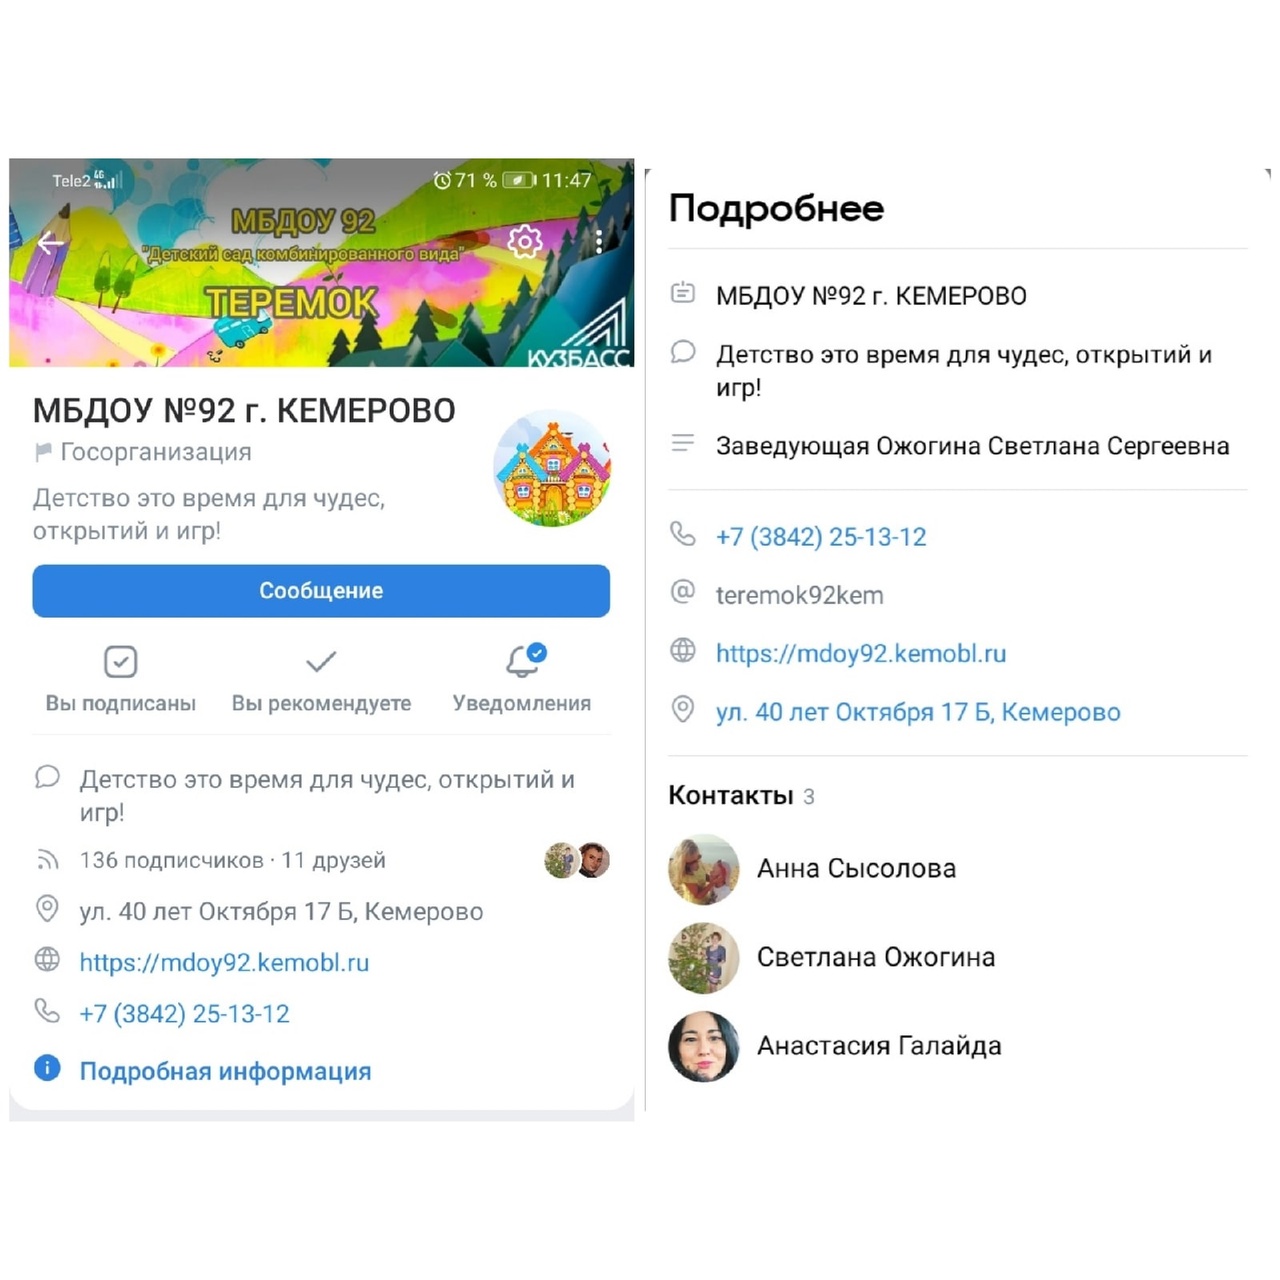 Tele2 4G
71 % 11:47
МБДОУ 92
"Детский сад комбинированного вида"
ТЕРЕМОК
КУЗБАСС
МБДОУ №92 г. КЕМЕРОВО
Госорганизация
Детство это время для чудес,
открытий и игр!
Сообщение
Вы подписаны
Вы рекомендуете
Уведомления
Детство это время для чудес, открытий и
игр!
136 подписчиков · 11 друзей
ул. 40 лет Октября 17 Б, Кемерово
https://mdoy92.kemobl.ru
+7 (3842) 25-13-12
Подробная информация
Подробнее
МБДОУ №92 г. КЕМЕРОВО
Детство это время для чудес, открытий и
игр!
Заведующая Ожогина Светлана Сергеевна
+7 (3842) 25-13-12
teremok92kem
https://mdoy92.kemobl.ru
ул. 40 лет Октября 17 Б, Кемерово
Контакты 3
Анна Сысолова
Светлана Ожогина
Анастасия Галайда